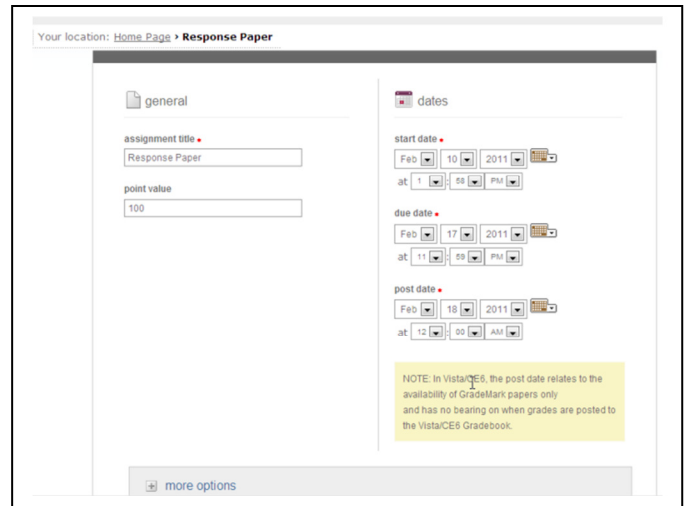 Your location: Home Page › Response Paper
general
assignment title •
Response Paper
point value
100
dates
start date •
Feb 10 2011
at 1 : 58 PM
due date •
Feb 17 2011
at 11 : 59 PM
post date •
Feb 18 2011
at 12 : 00 AM
NOTE: In Vista/CE6, the post date relates to the
availability of GradeMark papers only
and has no bearing on when grades are posted to
the Vista/CE6 Gradebook.
more options